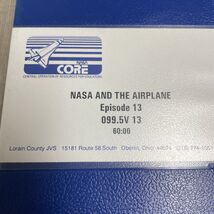 NASA
CORE
CENTRAL OPERATION OF RESOURCES FOR EDUCATORS
NASA AND THE AIRPLANE
Episode 13
099.5V 13
60:00
Lorain County JVS 15181 Route 58 South Oberlin, Ohio 44074